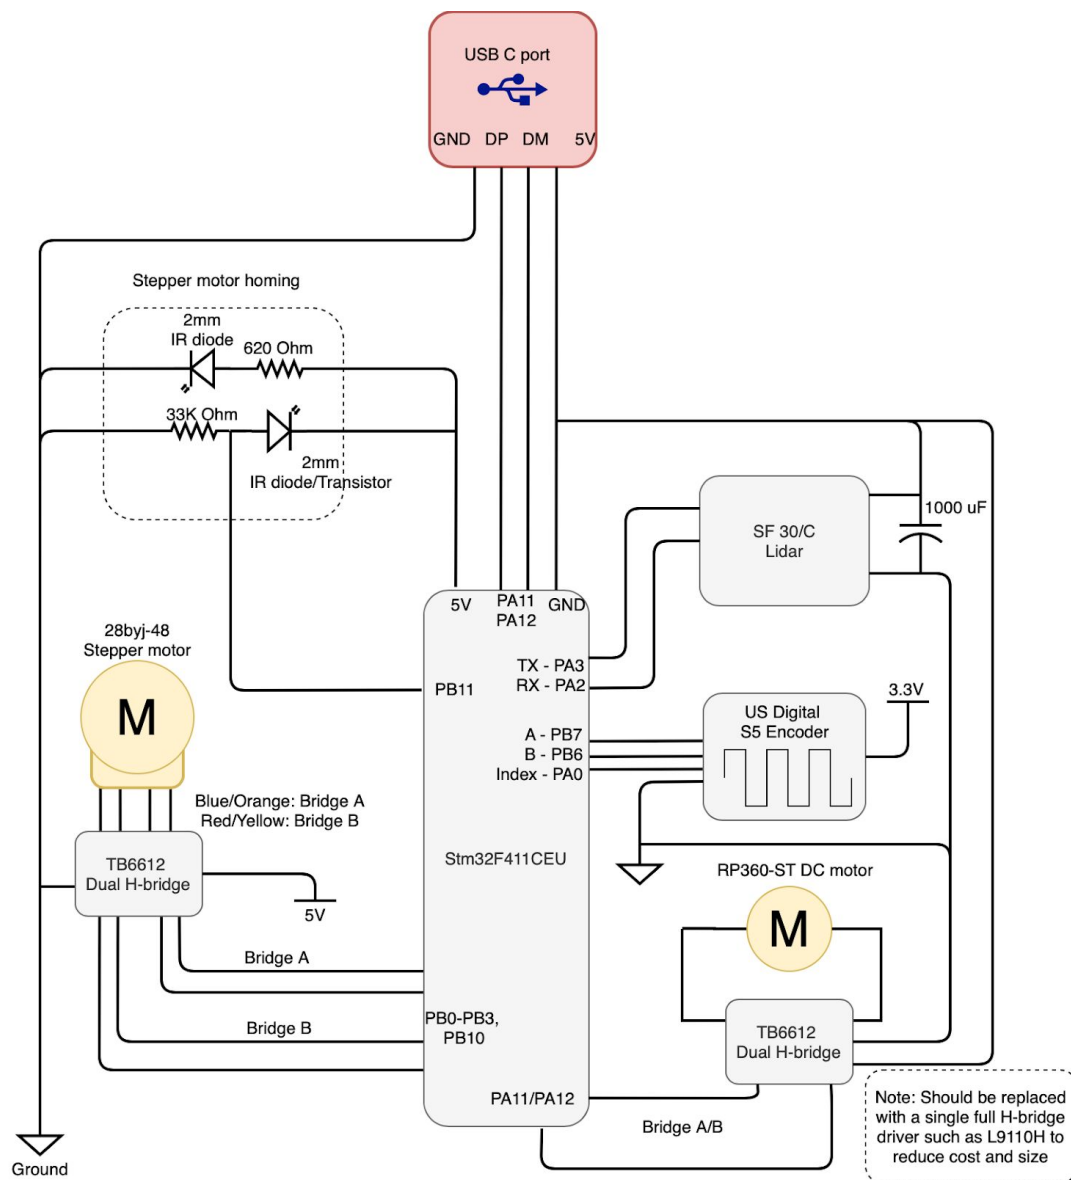 USB C port
GND DP DM 5V
Stepper motor homing
2mm
IR diode
620 Ohm
33K Ohm
2mm
IR diode/Transistor
SF 30/C
Lidar
1000 uF
5V
PA11
PA12
GND
28byj-48
Stepper motor
M
TX - PA3
RX - PA2
PB11
3.3V
US Digital
S5 Encoder
A - PB7
B - PB6
Index - PA0
Blue/Orange: Bridge A
Red/Yellow: Bridge B
Stm32F411CEU
TB6612
Dual H-bridge
5V
RP360-ST DC motor
M
Bridge A
PB0-PB3,
PB10
Bridge B
TB6612
Dual H-bridge
PA11/PA12
Bridge A/B
Note: Should be replaced
with a single full H-bridge
driver such as L9110H to
reduce cost and size
Ground